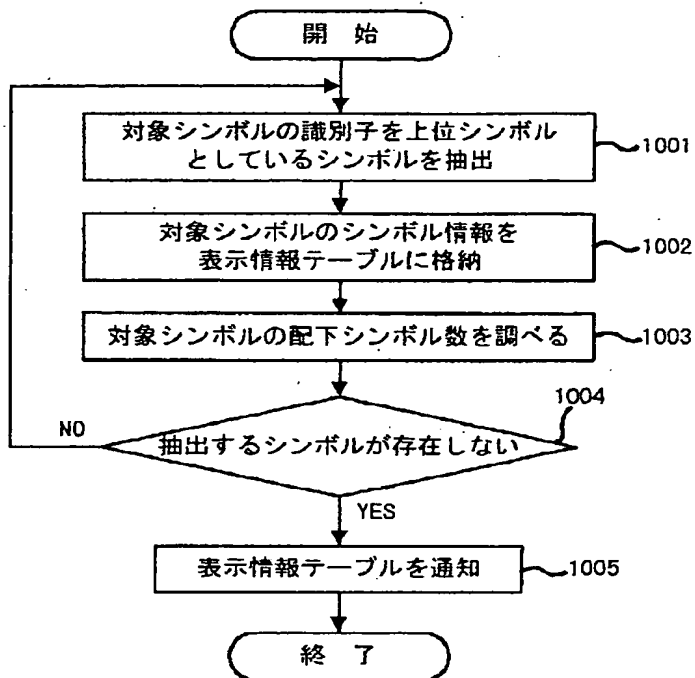 開 始
対象シンボルの識別子を上位シンボル
としているシンボルを抽出
1001
対象シンボルのシンボル情報を
表示情報テーブルに格納
1002
対象シンボルの配下シンボル数を調べる
1003
1004
NO
抽出するシンボルが存在しない
YES
表示情報テーブルを通知
1005
終 了